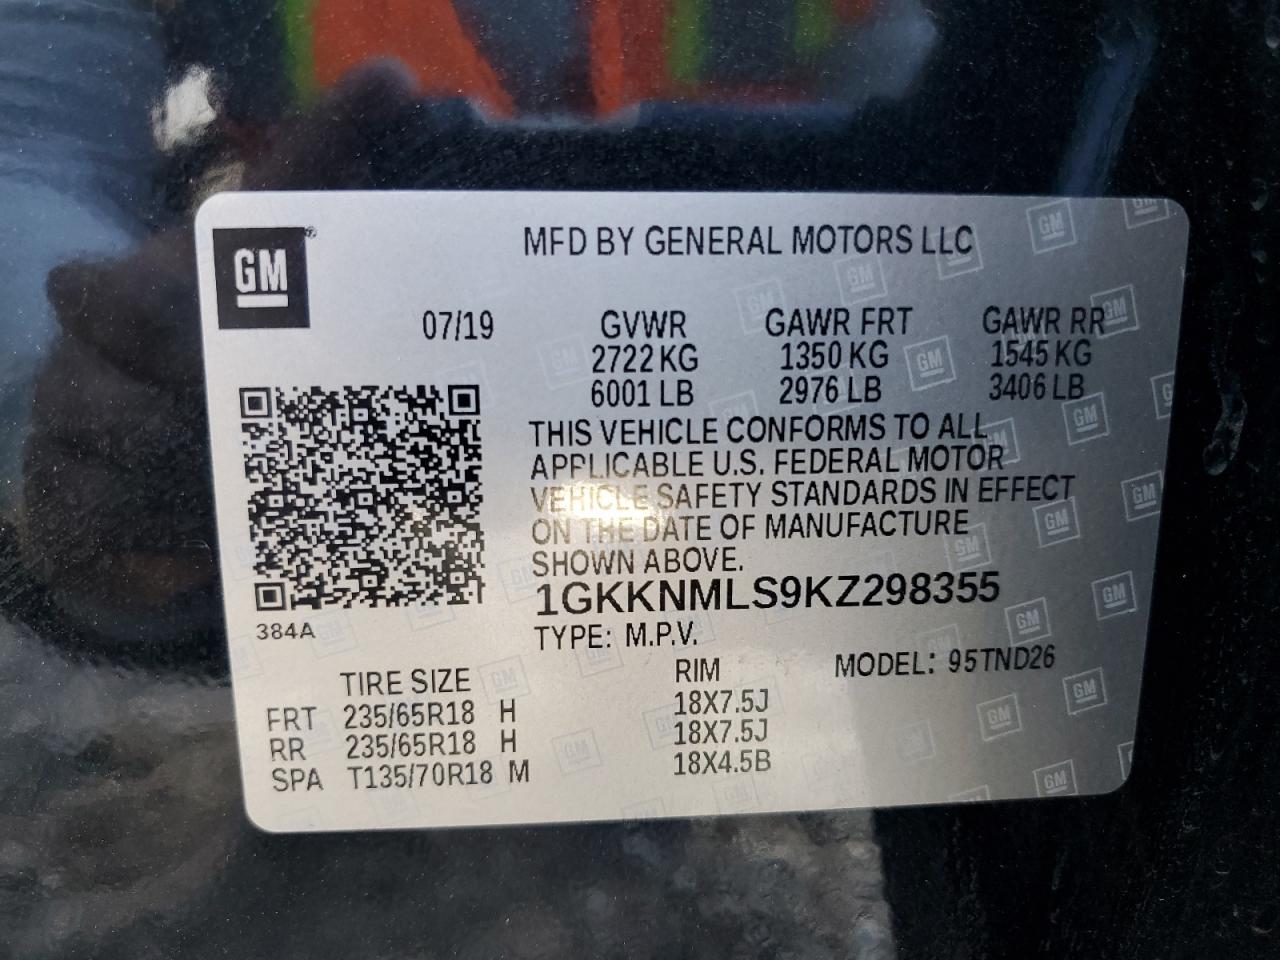 GM
MFD BY GENERAL MOTORS LLC
07/19 GVWR GAWR FRT GAWR RR
2722 KG 1350 KG 1545 KG
6001 LB 2976 LB 3406 LB
THIS VEHICLE CONFORMS TO ALL
APPLICABLE U.S. FEDERAL MOTOR
VEHICLE SAFETY STANDARDS IN EFFECT
ON THE DATE OF MANUFACTURE
SHOWN ABOVE.
1GKKNMLS9KZ298355
384A
TYPE: M.P.V.
MODEL: 95TND26
TIRE SIZE RIM
FRT 235/65R18 H 18X7.5J
RR 235/65R18 H 18X7.5J
SPA T135/70R18 M 18X4.5B